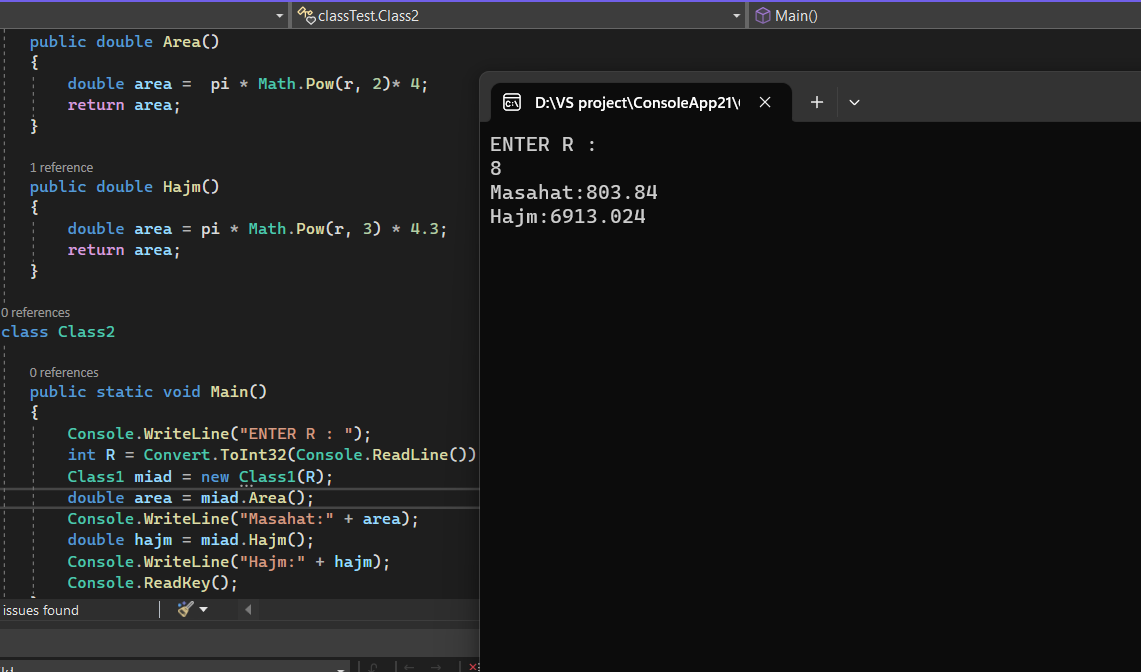 classTest.Class2
Main()
public double Area()
{
double area =  pi * Math.Pow(r, 2)* 4;
return area;
}
1 reference
public double Hajm()
{
double area = pi * Math.Pow(r, 3) * 4.3;
return area;
}
0 references
class Class2
0 references
public static void Main()
{
Console.WriteLine("ENTER R : ");
int R = Convert.ToInt32(Console.ReadLine())
Class1 miad = new Class1(R);
double area = miad.Area();
Console.WriteLine("Masahat:" + area);
double hajm = miad.Hajm();
Console.WriteLine("Hajm:" + hajm);
Console.ReadKey();
issues found
D:\VS project\ConsoleApp21\
ENTER R :
8
Masahat:803.84
Hajm:6913.024